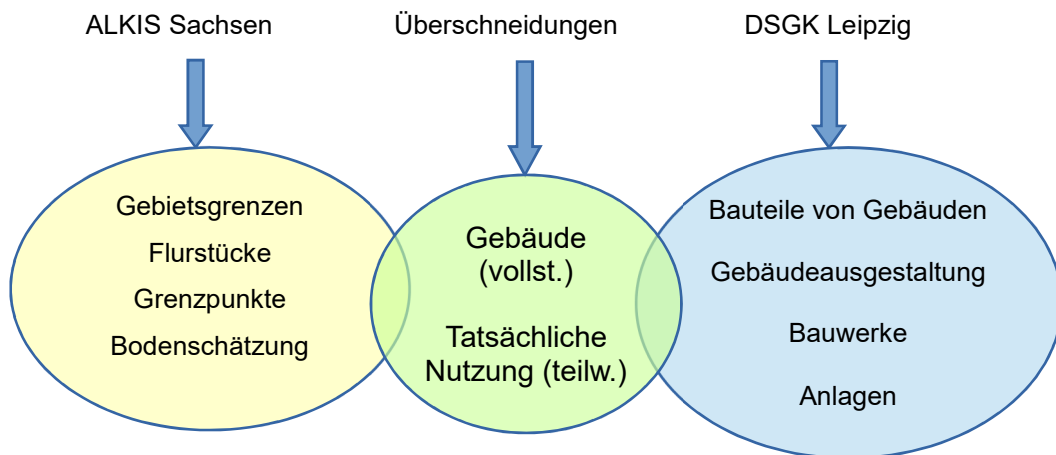 ALKIS Sachsen
Überschneidungen
DSGK Leipzig
Gebietsgrenzen
Flurstücke
Grenzpunkte
Bodenschätzung
Gebäude
(vollst.)
Tatsächliche
Nutzung (teilw.)
Bauteile von Gebäuden
Gebäudeausgestaltung
Bauwerke
Anlagen